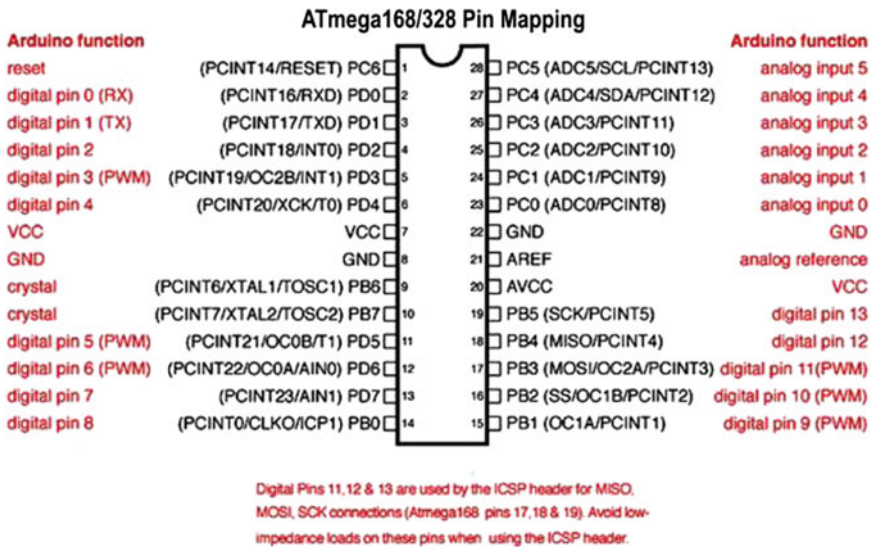 ATmega168/328 Pin Mapping
Arduino function Arduino function
reset (PCINT14/RESET) PC6 1 28 PC5 (ADC5/SCL/PCINT13) analog input 5
digital pin 0 (RX) (PCINT16/RXD) PD0 2 27 PC4 (ADC4/SDA/PCINT12) analog input 4
digital pin 1 (TX) (PCINT17/TXD) PD1 3 26 PC3 (ADC3/PCINT11) analog input 3
digital pin 2 (PCINT18/INT0) PD2 4 25 PC2 (ADC2/PCINT10) analog input 2
digital pin 3 (PWM) (PCINT19/OC2B/INT1) PD3 5 24 PC1 (ADC1/PCINT9) analog input 1
digital pin 4 (PCINT20/XCK/T0) PD4 6 23 PC0 (ADC0/PCINT8) analog input 0
VCC VCC 7 22 GND GND
GND GND 8 21 AREF analog reference
crystal (PCINT6/XTAL1/TOSC1) PB6 9 20 AVCC VCC
crystal (PCINT7/XTAL2/TOSC2) PB7 10 19 PB5 (SCK/PCINT5) digital pin 13
digital pin 5 (PWM) (PCINT21/OC0B/T1) PD5 11 18 PB4 (MISO/PCINT4) digital pin 12
digital pin 6 (PWM) (PCINT22/OC0A/AIN0) PD6 12 17 PB3 (MOSI/OC2A/PCINT3) digital pin 11(PWM)
digital pin 7 (PCINT23/AIN1) PD7 13 16 PB2 (SS/OC1B/PCINT2) digital pin 10 (PWM)
digital pin 8 (PCINT0/CLKO/ICP1) PB0 14 15 PB1 (OC1A/PCINT1) digital pin 9 (PWM)
Digital Pins 11,12 & 13 are used by the ICSP header for MISO,
MOSI, SCK connections (Atmega168 pins 17,18 & 19). Avoid low-
impedance loads on these pins when using the ICSP header.